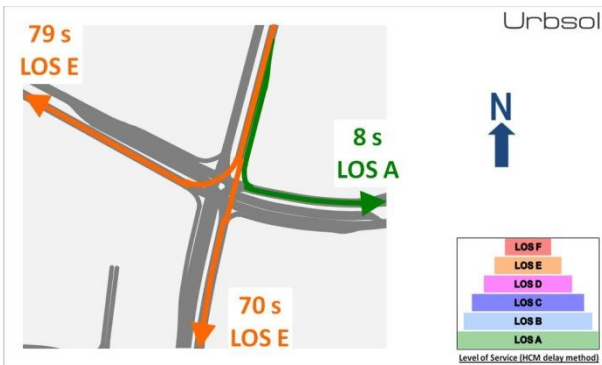 Urbsol
79 s
LOS E
8 s
LOS A
N
70 s
LOS E
LOS F
LOS E
LOS D
LOS C
LOS B
LOS A
Level of Service (HCM delay method)